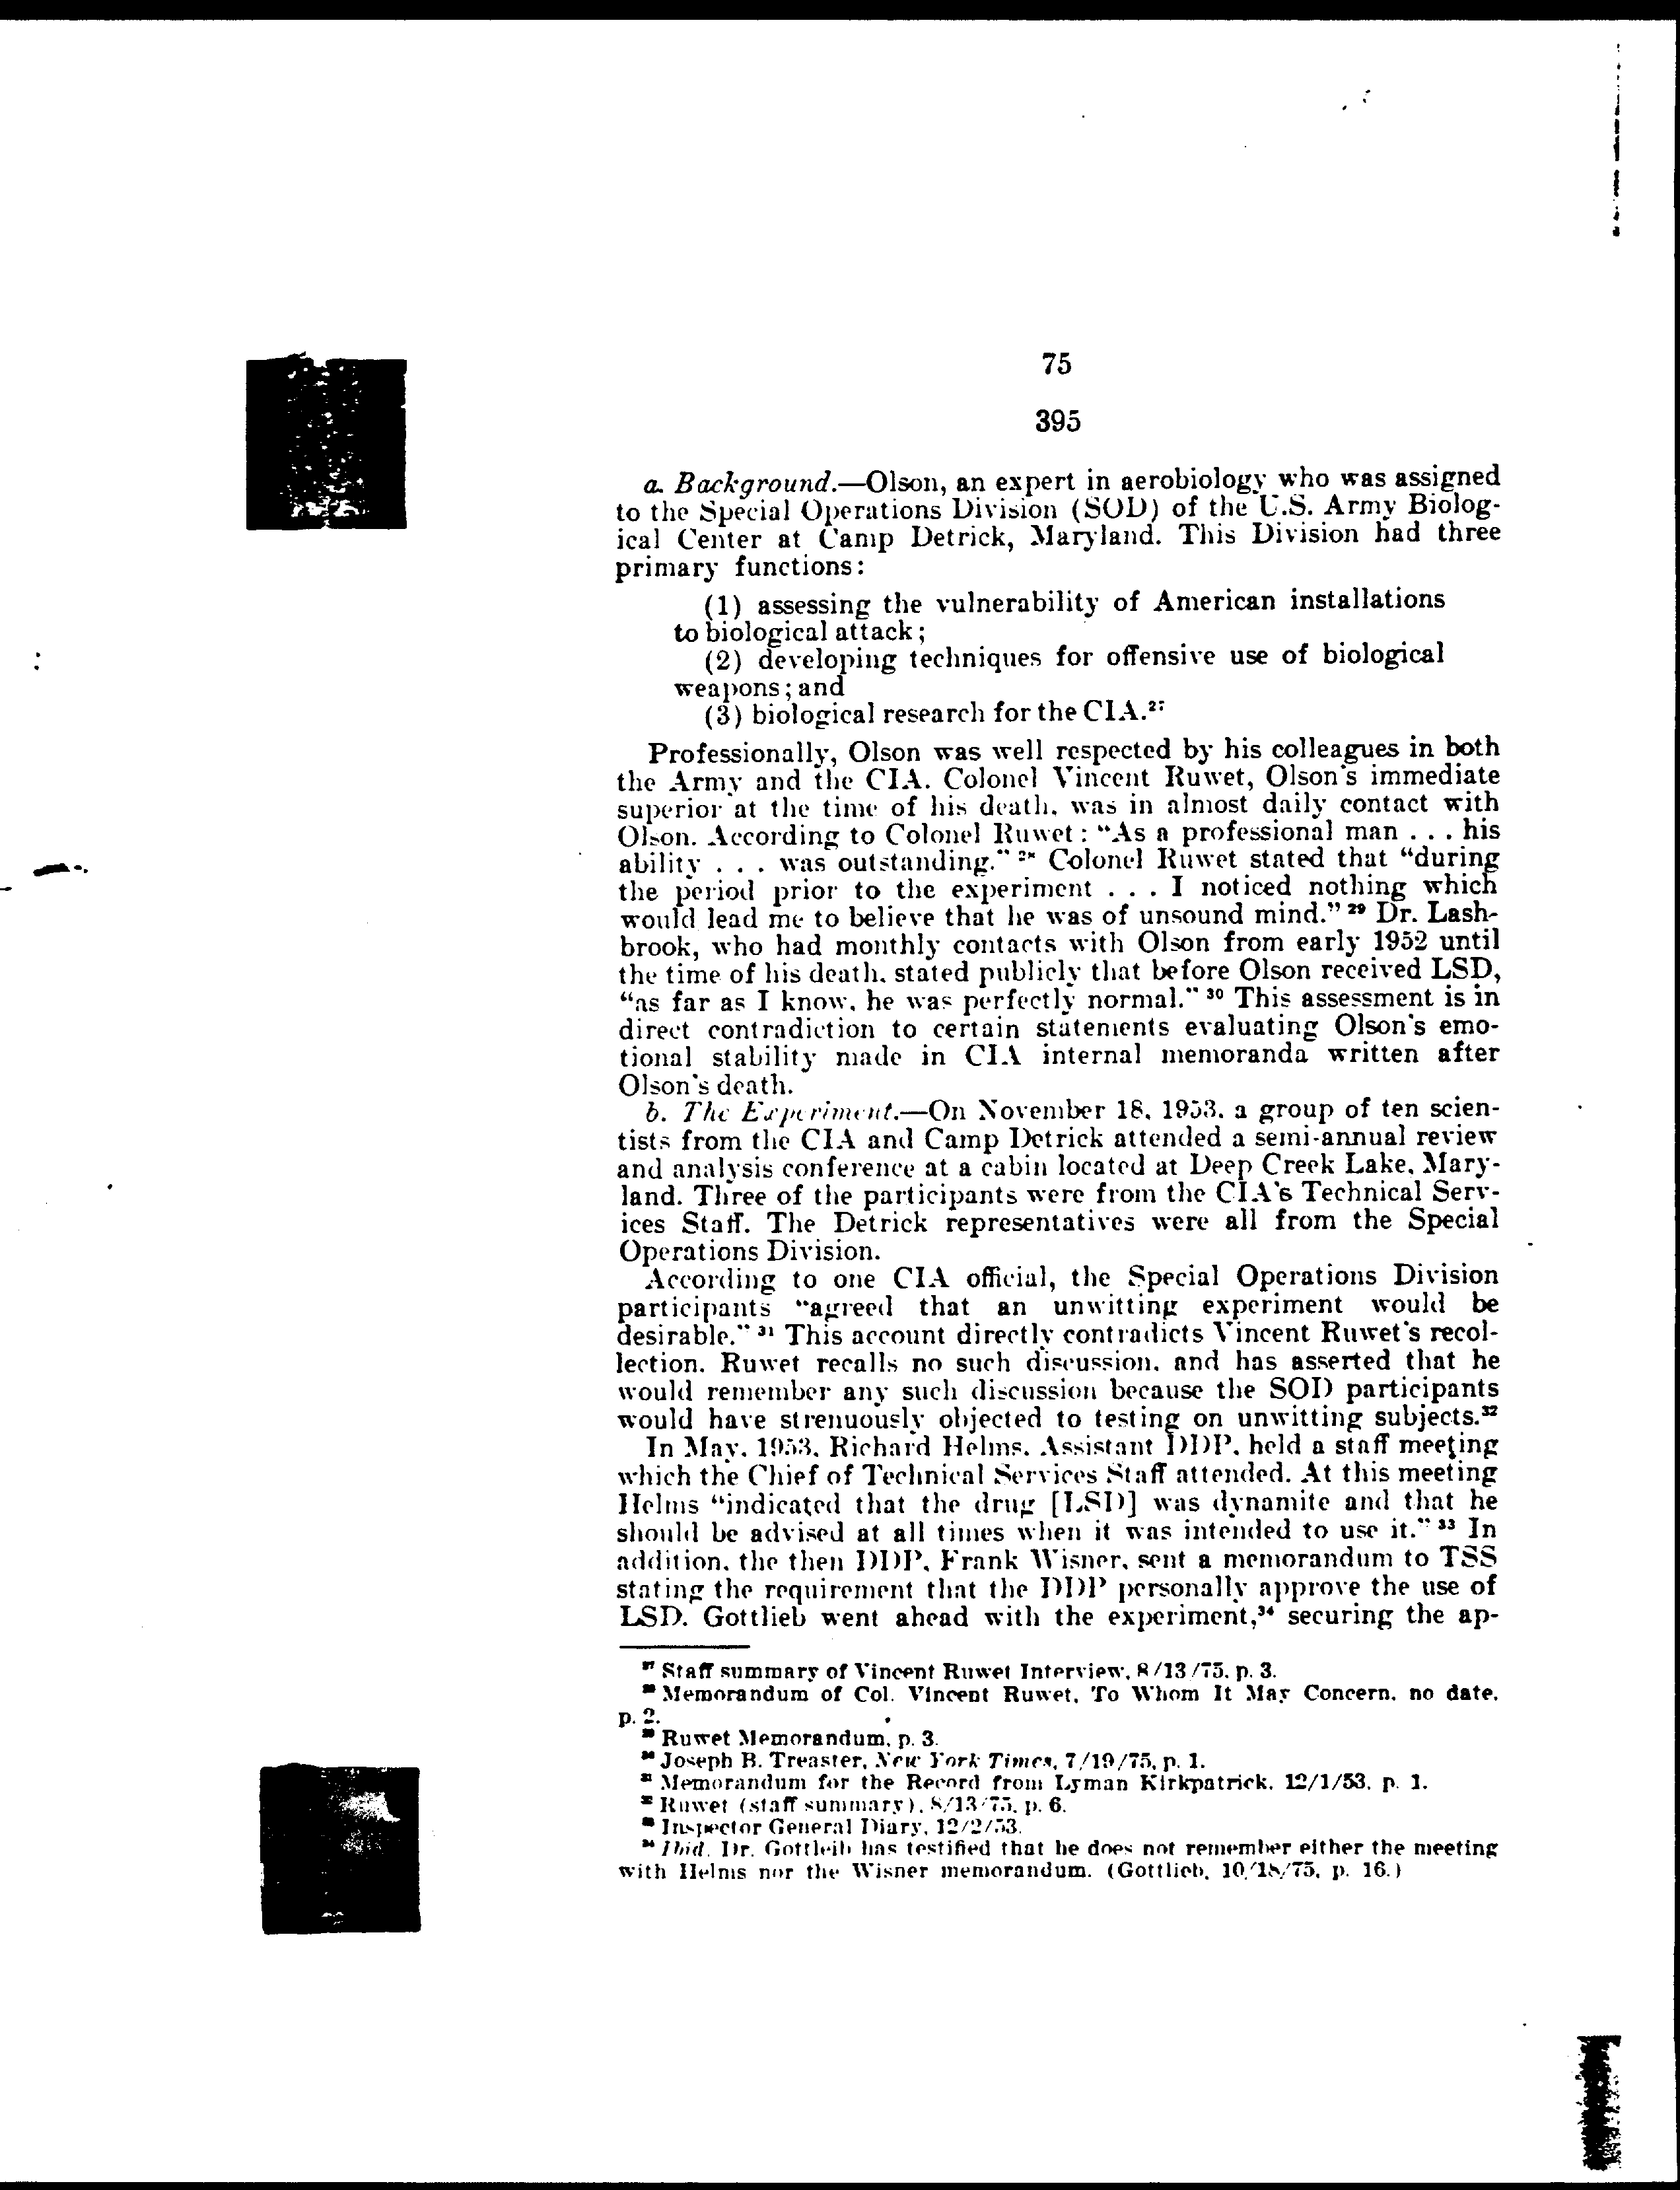 75
395
a. Background.—Olson, an expert in aerobiology who was assigned
to the Special Operations Division (SOD) of the U.S. Army Biolog-
ical Center at Camp Detrick, Maryland. This Division had three
primary functions:
(1) assessing the vulnerability of American installations
to biological attack;
(2) developing techniques for offensive use of biological
weapons; and
(3) biological research for the CIA.²⁷
Professionally, Olson was well respected by his colleagues in both
the Army and the CIA. Colonel Vincent Ruwet, Olson's immediate
superior at the time of his death, was in almost daily contact with
Olson. According to Colonel Ruwet: "As a professional man . . . his
ability . . . was outstanding." ²⁸ Colonel Ruwet stated that "during
the period prior to the experiment . . . I noticed nothing which
would lead me to believe that he was of unsound mind." ²⁹ Dr. Lash-
brook, who had monthly contacts with Olson from early 1952 until
the time of his death, stated publicly that before Olson received LSD,
"as far as I know, he was perfectly normal." ³⁰ This assessment is in
direct contradiction to certain statements evaluating Olson's emo-
tional stability made in CIA internal memoranda written after
Olson's death.
b. The Experiment.—On November 18, 1953, a group of ten scien-
tists from the CIA and Camp Detrick attended a semi-annual review
and analysis conference at a cabin located at Deep Creek Lake, Mary-
land. Three of the participants were from the CIA's Technical Serv-
ices Staff. The Detrick representatives were all from the Special
Operations Division.
According to one CIA official, the Special Operations Division
participants "agreed that an unwitting experiment would be
desirable." ³¹ This account directly contradicts Vincent Ruwet's recol-
lection. Ruwet recalls no such discussion, and has asserted that he
would remember any such discussion because the SOD participants
would have strenuously objected to testing on unwitting subjects.³²
In May, 1953, Richard Helms, Assistant DDP, held a staff meeting
which the Chief of Technical Services Staff attended. At this meeting
Helms "indicated that the drug [LSD] was dynamite and that he
should be advised at all times when it was intended to use it." ³³ In
addition, the then DDP, Frank Wisner, sent a memorandum to TSS
stating the requirement that the DDP personally approve the use of
LSD. Gottlieb went ahead with the experiment,³⁴ securing the ap-
²⁷ Staff summary of Vincent Ruwet Interview, 8/13/75, p. 3.
²⁸ Memorandum of Col. Vincent Ruwet, To Whom It May Concern, no date,
p. 2.
²⁹ Ruwet Memorandum, p. 3.
³⁰ Joseph B. Treaster, New York Times, 7/19/75, p. 1.
³¹ Memorandum for the Record from Lyman Kirkpatrick, 12/1/53, p. 1.
³² Ruwet (staff summary), 8/13/75, p. 6.
³³ Inspector General Diary, 12/2/53.
³⁴ Ibid. Dr. Gottleib has testified that he does not remember either the meeting
with Helms nor the Wisner memorandum. (Gottlieb, 10/18/75, p. 16.)